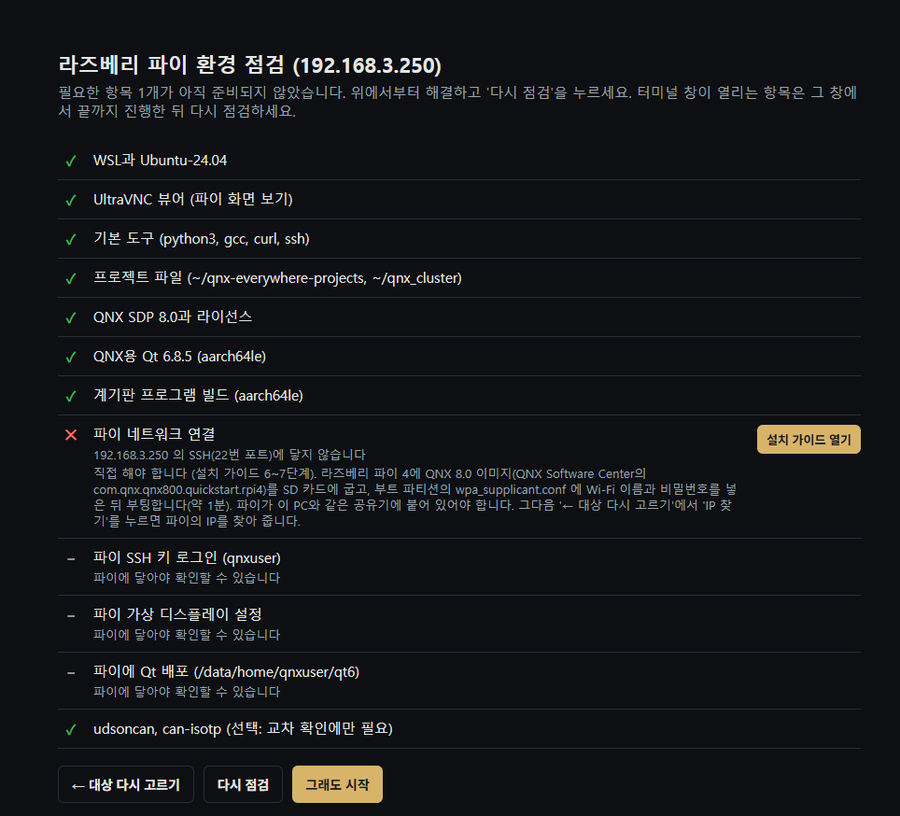 라즈베리 파이 환경 점검 (192.168.3.250)
필요한 항목 1개가 아직 준비되지 않았습니다. 위에서부터 해결하고 '다시 점검'을 누르세요. 터미널 창이 열리는 항목은 그 창에
서 끝까지 진행한 뒤 다시 점검하세요.
✓ WSL과 Ubuntu-24.04
✓ UltraVNC 뷰어 (파이 화면 보기)
✓ 기본 도구 (python3, gcc, curl, ssh)
✓ 프로젝트 파일 (~/qnx-everywhere-projects, ~/qnx_cluster)
✓ QNX SDP 8.0과 라이선스
✓ QNX용 Qt 6.8.5 (aarch64le)
✓ 계기판 프로그램 빌드 (aarch64le)
✕ 파이 네트워크 연결
설치 가이드 열기
192.168.3.250 의 SSH(22번 포트)에 닿지 않습니다
직접 해야 합니다 (설치 가이드 6~7단계). 라즈베리 파이 4에 QNX 8.0 이미지(QNX Software Center의
com.qnx.qnx800.quickstart.rpi4)를 SD 카드에 굽고, 부트 파티션의 wpa_supplicant.conf 에 Wi-Fi 이름과 비밀번호를 넣
은 뒤 부팅합니다(약 1분). 파이가 이 PC와 같은 공유기에 붙어 있어야 합니다. 그다음 '← 대상 다시 고르기'에서 'IP 찾
기'를 누르면 파이의 IP를 찾아 줍니다.
– 파이 SSH 키 로그인 (qnxuser)
파이에 닿아야 확인할 수 있습니다
– 파이 가상 디스플레이 설정
파이에 닿아야 확인할 수 있습니다
– 파이에 Qt 배포 (/data/home/qnxuser/qt6)
파이에 닿아야 확인할 수 있습니다
✓ udsoncan, can-isotp (선택: 교차 확인에만 필요)
← 대상 다시 고르기
다시 점검
그래도 시작